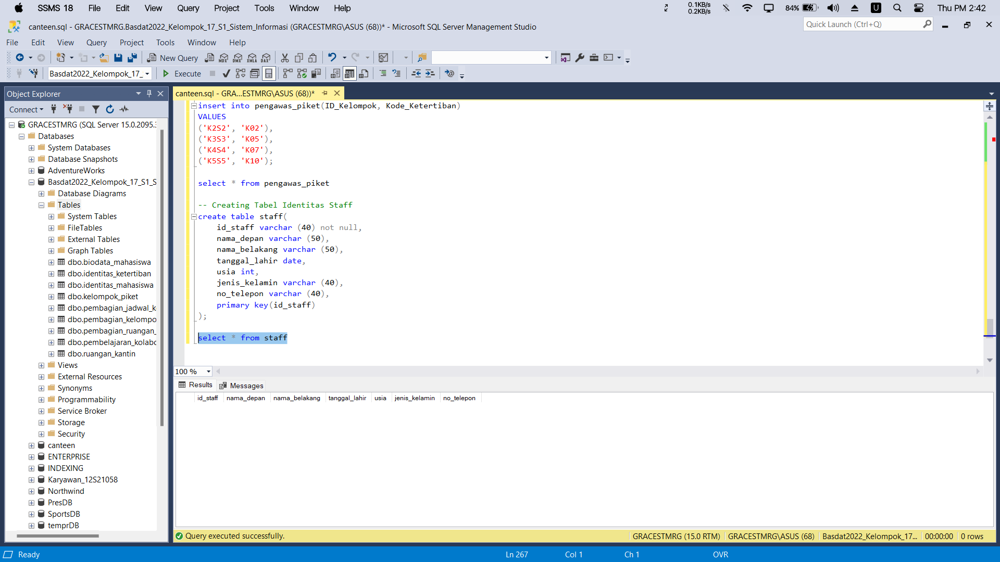 SSMS 18 File Edit View Query Project Tools Window Help
0.1KB/s
0.2KB/s
84%
U
Thu PM 2:42
canteen.sql - GRACESTMRG.Basdat2022_Kelompok_17_S1_Sistem_Informasi (GRACESTMRG\ASUS (68))* - Microsoft SQL Server Management Studio
Quick Launch (Ctrl+Q)
File Edit View Query Project Tools Window Help
New Query
MDX DMX XMLA DAX
Basdat2022_Kelompok_17_
Execute
Object Explorer
Connect
GRACESTMRG (SQL Server 15.0.2095.3
Databases
System Databases
Database Snapshots
AdventureWorks
Basdat2022_Kelompok_17_S1_S
Database Diagrams
Tables
System Tables
FileTables
External Tables
Graph Tables
dbo.biodata_mahasiswa
dbo.identitas_ketertiban
dbo.identitas_mahasiswa
dbo.kelompok_piket
dbo.pembagian_jadwal_k
dbo.pembagian_kelompo
dbo.pembagian_ruangan_
dbo.pembelajaran_kolabo
dbo.ruangan_kantin
Views
External Resources
Synonyms
Programmability
Service Broker
Storage
Security
canteen
ENTERPRISE
INDEXING
Karyawan_12S21058
Northwind
PresDB
SportsDB
temprDB
canteen.sql - GRA...ESTMRG\ASUS (68))*
insert into pengawas_piket(ID_Kelompok, Kode_Ketertiban)
VALUES
('K2S2', 'K02'),
('K3S3', 'K05'),
('K4S4', 'K07'),
('K5S5', 'K10');
select * from pengawas_piket
-- Creating Tabel Identitas Staff
create table staff(
id_staff varchar (40) not null,
nama_depan varchar (50),
nama_belakang varchar (50),
tanggal_lahir date,
usia int,
jenis_kelamin varchar (40),
no_telepon varchar (40),
primary key(id_staff)
);
select * from staff
100 %
Results Messages
id_staff nama_depan nama_belakang tanggal_lahir usia jenis_kelamin no_telepon
Query executed successfully.
GRACESTMRG (15.0 RTM) GRACESTMRG\ASUS (68) Basdat2022_Kelompok_17... 00:00:00 0 rows
Ready Ln 267 Col 1 Ch 1 OVR